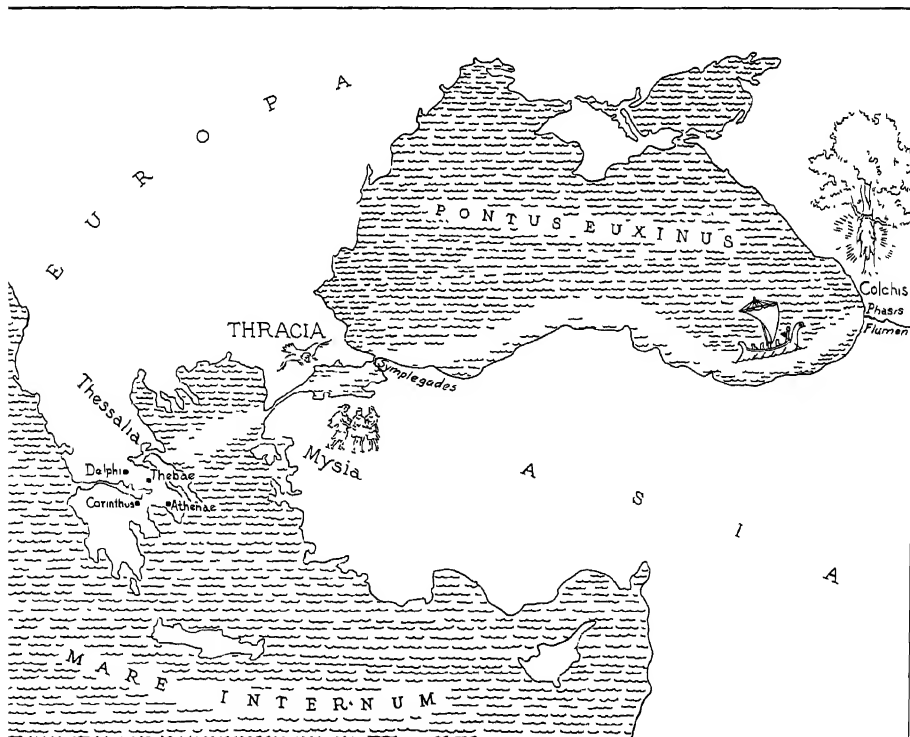 EUROPA
PONTUS EUXINUS
Colchis
Phasis
Flumen
THRACIA
Symplegades
Thessalia
Mysia
Delphi
Thebae
Corinthus
Athenae
ASIA
MARE INTERNUM